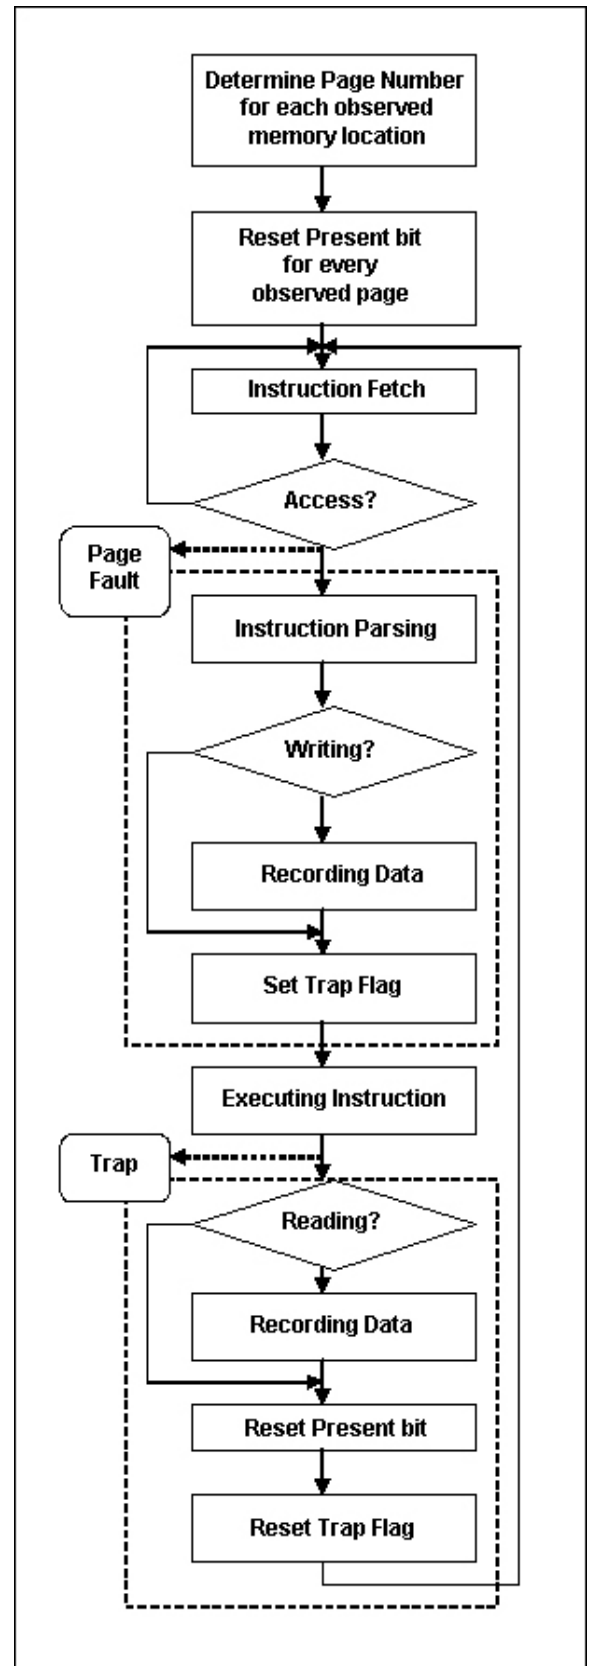 Determine Page Number
for each observed
memory location
Reset Present bit
for every
observed page
Instruction Fetch
Access?
Page
Fault
Instruction Parsing
Writing?
Recording Data
Set Trap Flag
Executing Instruction
Trap
Reading?
Recording Data
Reset Present bit
Reset Trap Flag